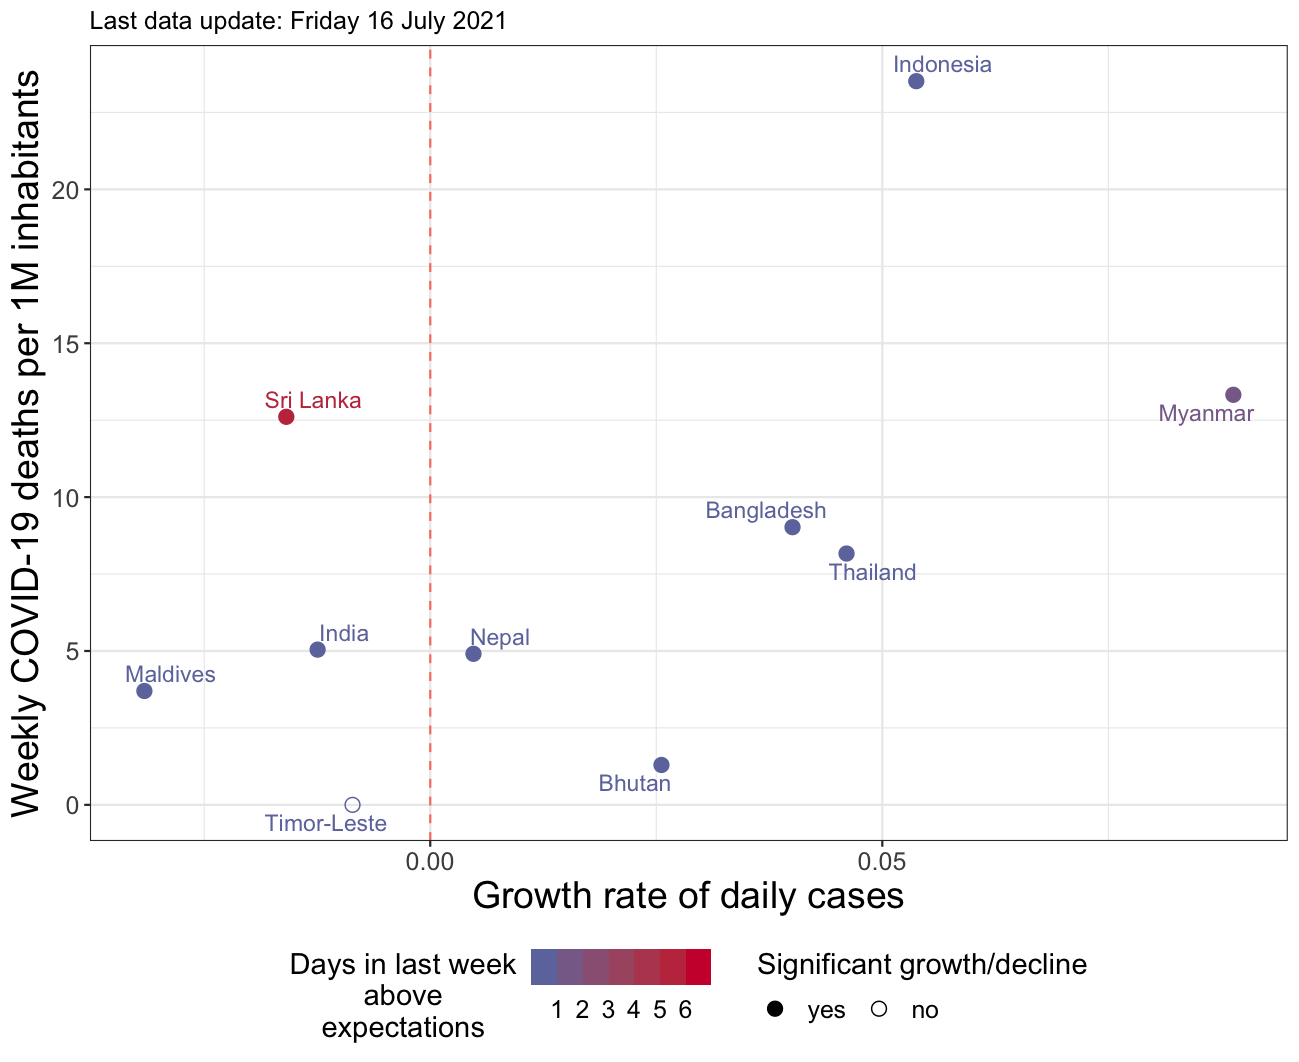 Last data update: Friday 16 July 2021
Weekly COVID-19 deaths per 1M inhabitants
Indonesia
20
15
Sri Lanka
Myanmar
10
Bangladesh
Thailand
India
Nepal
5
Maldives
Bhutan
0
Timor-Leste
0.00 0.05
Growth rate of daily cases
Days in last week
above
expectations
1 2 3 4 5 6
Significant growth/decline
yes no